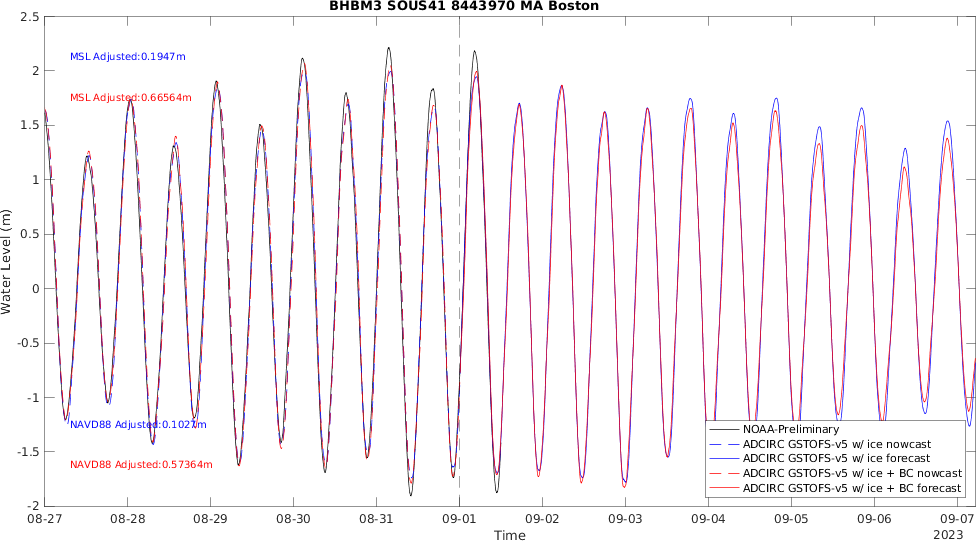 BHBM3 SOUS41 8443970 MA Boston
2.5
2
1.5
1
0.5
0
-0.5
-1
-1.5
-2
Water Level (m)
MSL Adjusted:0.1947m
MSL Adjusted:0.66564m
NAVD88 Adjusted:0.1027m
NAVD88 Adjusted:0.57364m
NOAA-Preliminary
ADCIRC GSTOFS-v5 w/ ice nowcast
ADCIRC GSTOFS-v5 w/ ice forecast
ADCIRC GSTOFS-v5 w/ ice + BC nowcast
ADCIRC GSTOFS-v5 w/ ice + BC forecast
08-27 08-28 08-29 08-30 08-31 09-01 09-02 09-03 09-04 09-05 09-06 09-07
Time
2023